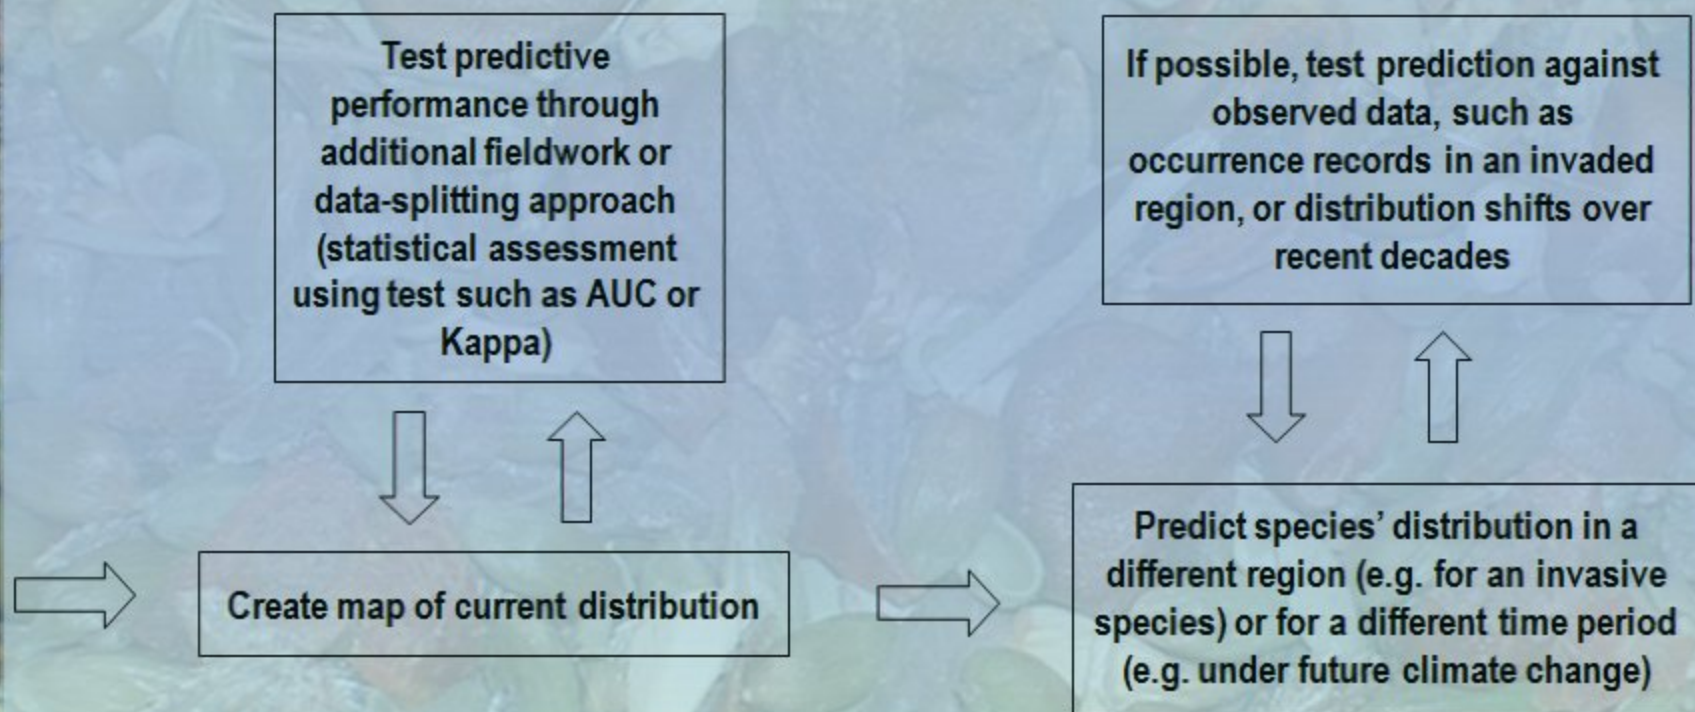 Test predictive
performance through
additional fieldwork or
data-splitting approach
(statistical assessment
using test such as AUC or
Kappa)
If possible, test prediction against
observed data, such as
occurrence records in an invaded
region, or distribution shifts over
recent decades
Create map of current distribution
Predict species’ distribution in a
different region (e.g. for an invasive
species) or for a different time period
(e.g. under future climate change)